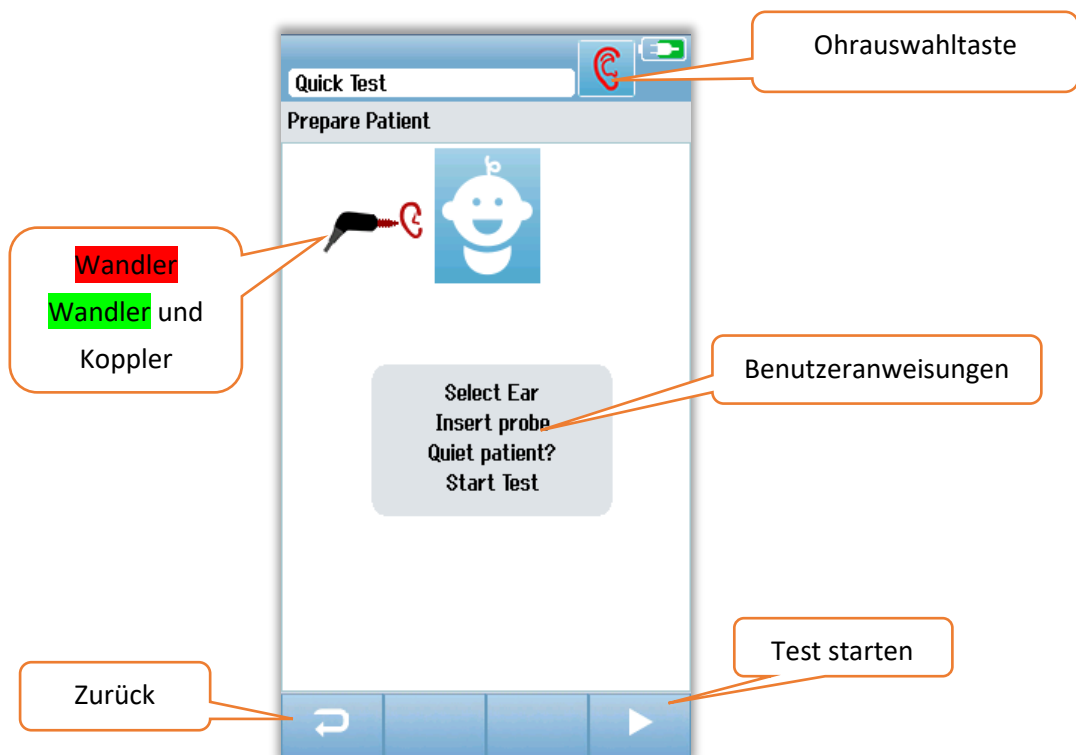 Ohrauswahltaste
Quick Test
Prepare Patient
Wandler
Wandler und
Koppler
Benutzeranweisungen
Select Ear
Insert probe
Quiet patient?
Start Test
Test starten
Zurück